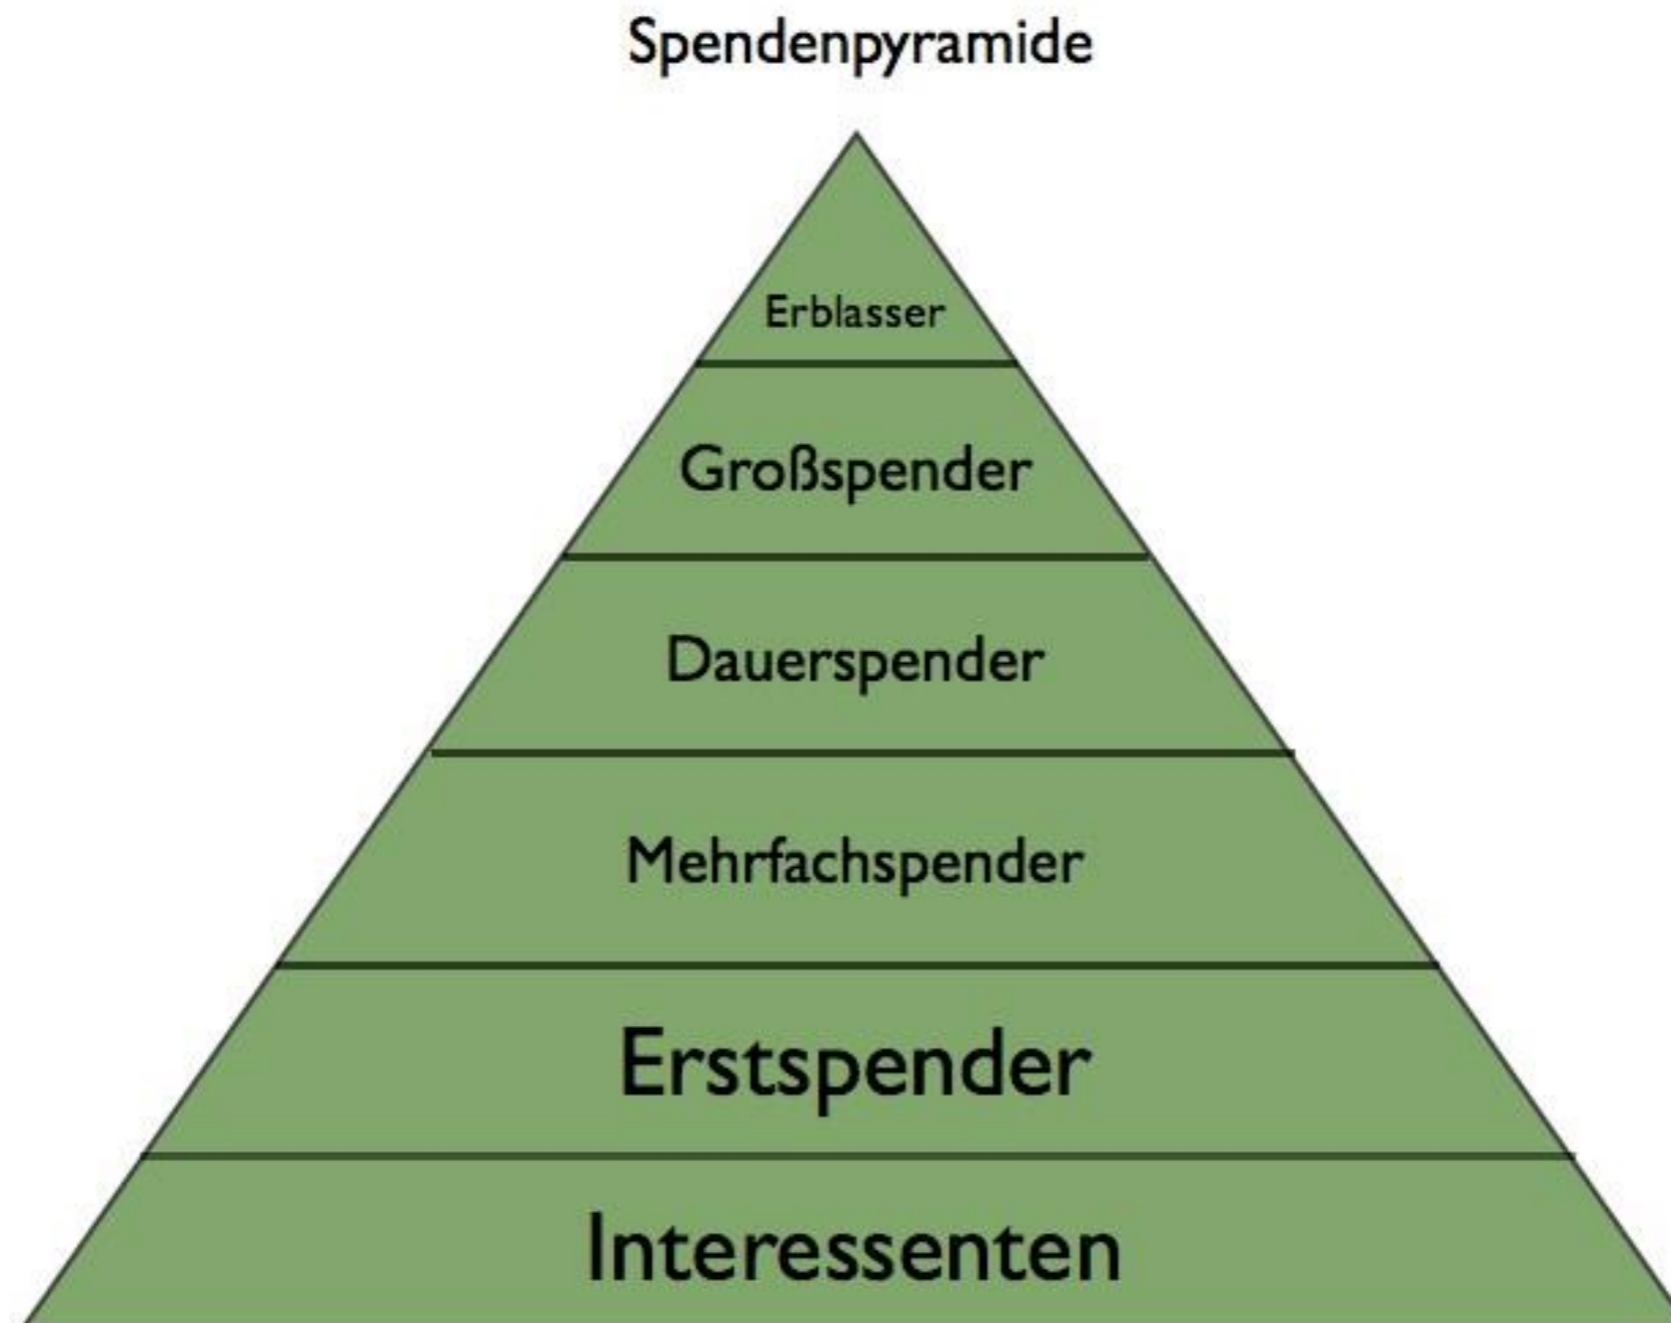 Spendenpyramide
Erblasser
Großspender
Dauerspender
Mehrfachspender
Erstspender
Interessenten